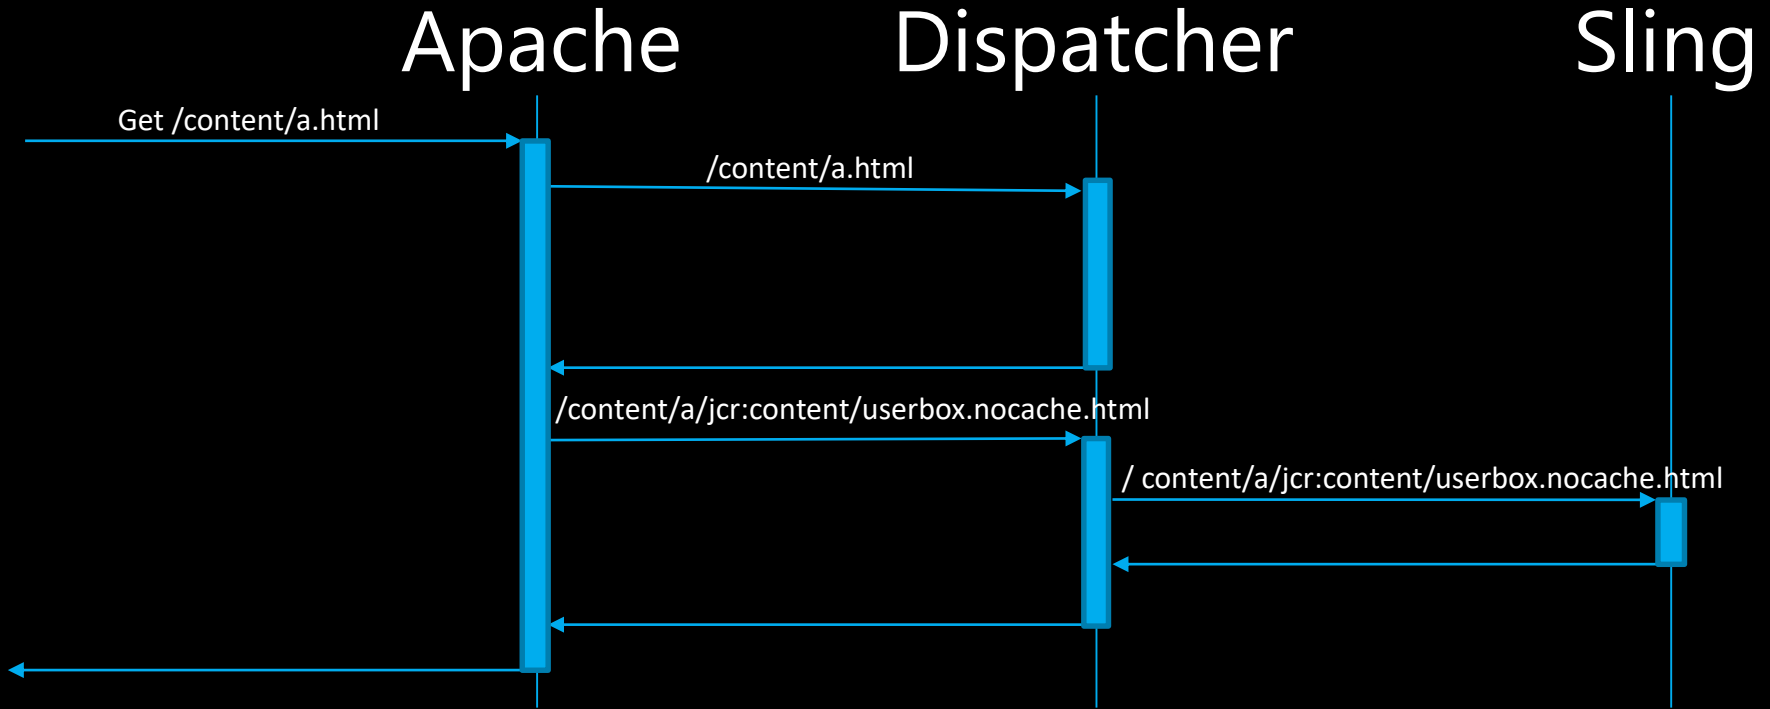 Apache
Dispatcher
Sling
Get /content/a.html
/content/a.html
/content/a/jcr:content/userbox.nocache.html
/ content/a/jcr:content/userbox.nocache.html